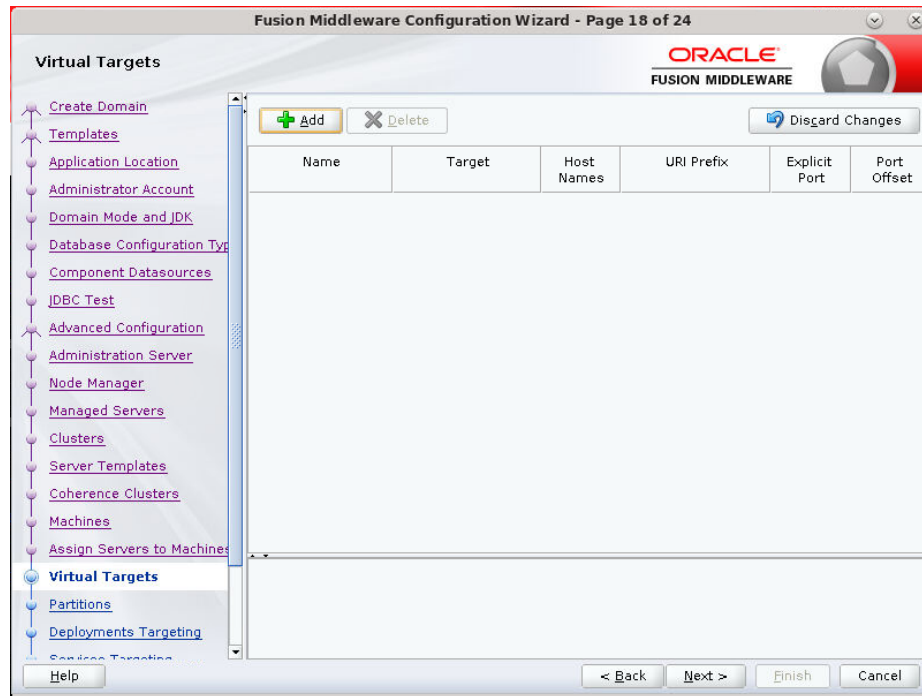 Fusion Middleware Configuration Wizard - Page 18 of 24
Virtual Targets
ORACLE
FUSION MIDDLEWARE
Create Domain
Templates
Application Location
Administrator Account
Domain Mode and JDK
Database Configuration Typ
Component Datasources
JDBC Test
Advanced Configuration
Administration Server
Node Manager
Managed Servers
Clusters
Server Templates
Coherence Clusters
Machines
Assign Servers to Machines
Virtual Targets
Partitions
Deployments Targeting
Services Targeting
Add Delete Discard Changes
Name Target Host Names URI Prefix Explicit Port Port Offset
Help < Back Next > Finish Cancel